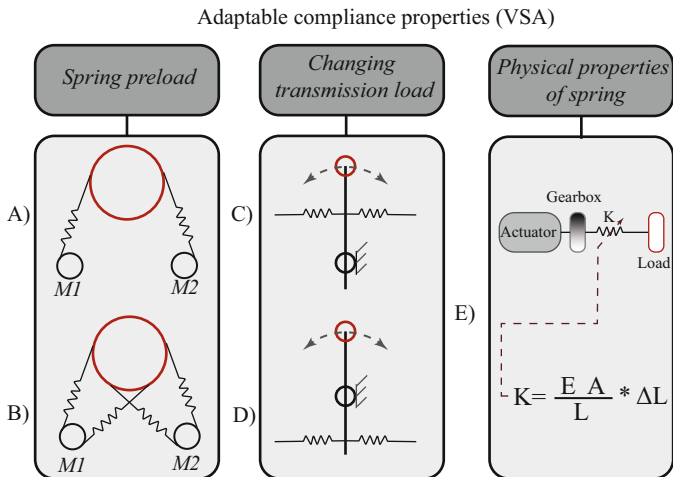 Adaptable compliance properties (VSA)
Spring preload
Changing
transmission load
Physical properties
of spring
A)
M1
M2
B)
M1
M2
C)
D)
E)
Gearbox
K
Actuator
Load
K= E A / L * ΔL